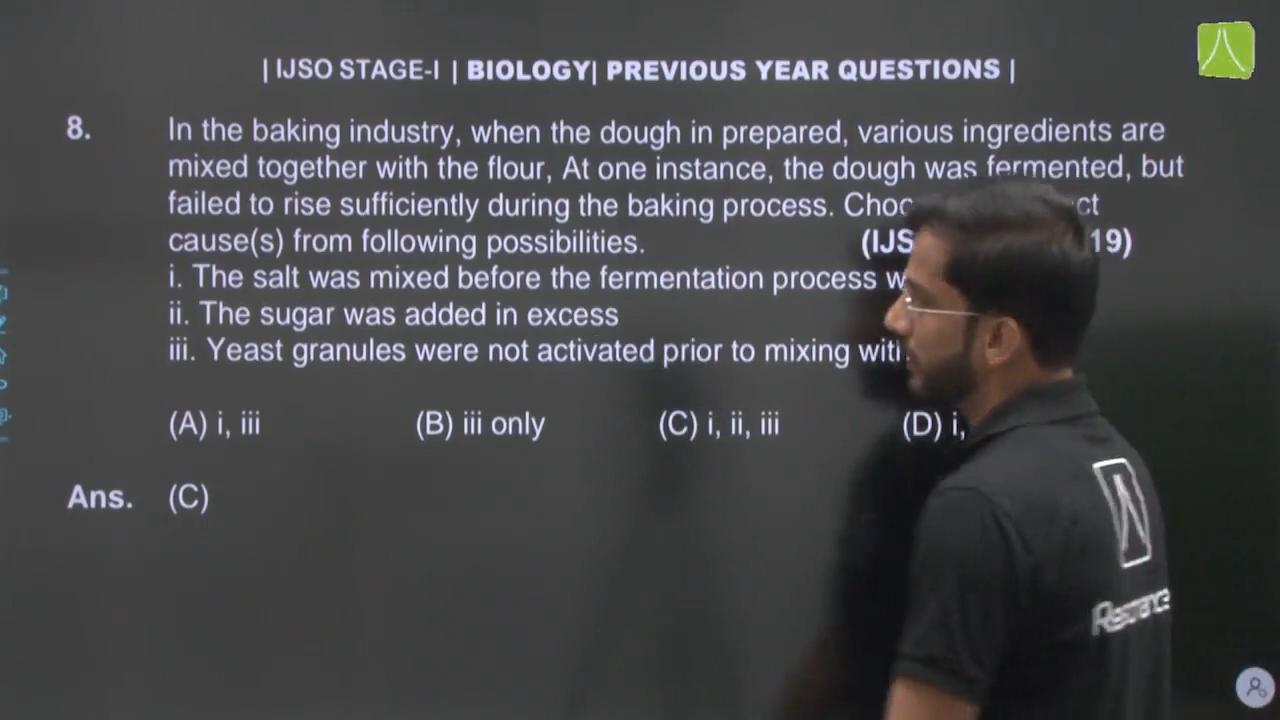 | IJSO STAGE-I | BIOLOGY| PREVIOUS YEAR QUESTIONS |
8. In the baking industry, when the dough in prepared, various ingredients are
mixed together with the flour, At one instance, the dough was fermented, but
failed to rise sufficiently during the baking process.
cause(s) from following possibilities. 19)
i. The salt was mixed before the fermentation process
ii. The sugar was added in excess
iii. Yeast granules were not activated prior to mixing
(A) i, iii (B) iii only (C) i, ii, iii (D) i,
Ans. (C)
Resonance